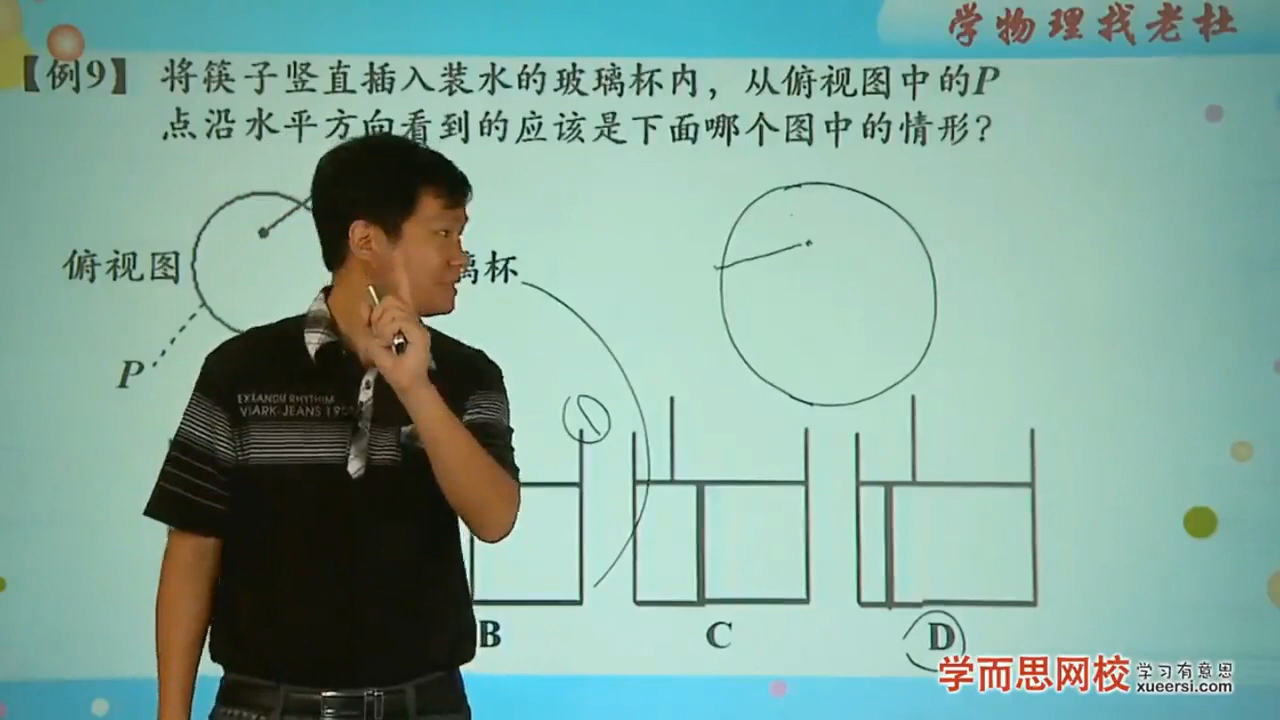 学物理找老杜
【例9】 将筷子竖直插入装水的玻璃杯内，从俯视图中的P
点沿水平方向看到的应该是下面哪个图中的情形？
俯视图
璃杯
P
EXIANDU RHYTHIM
VIARK-JEANS
B
C
D
学而思网校
学习有意思
xueersi.com